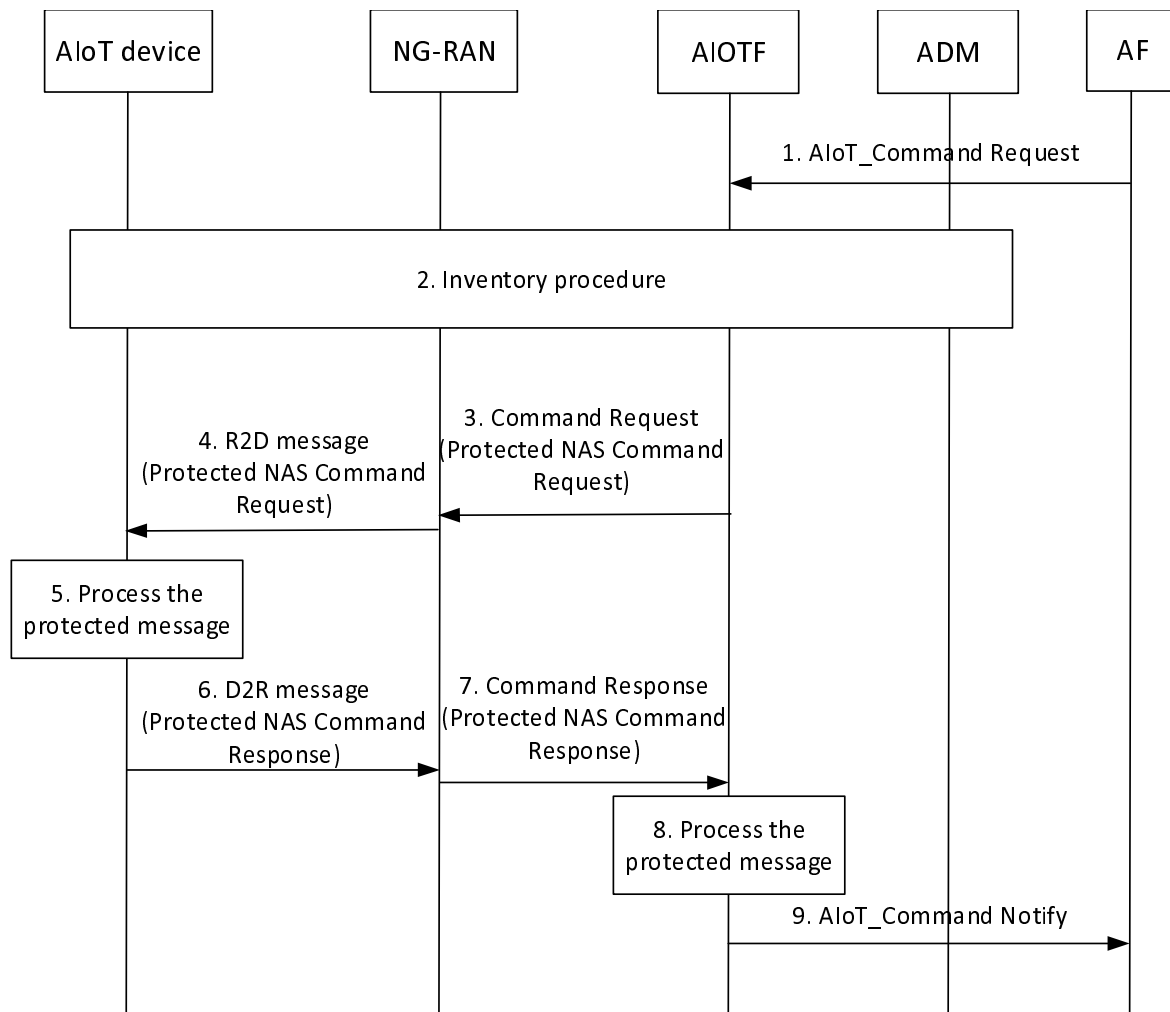 AIoT device
NG-RAN
AIOTF
ADM
AF
1. AIoT_Command Request
2. Inventory procedure
3. Command Request
(Protected NAS Command
Request)
4. R2D message
(Protected NAS Command
Request)
5. Process the
protected message
6. D2R message
(Protected NAS Command
Response)
7. Command Response
(Protected NAS Command
Response)
8. Process the
protected message
9. AIoT_Command Notify